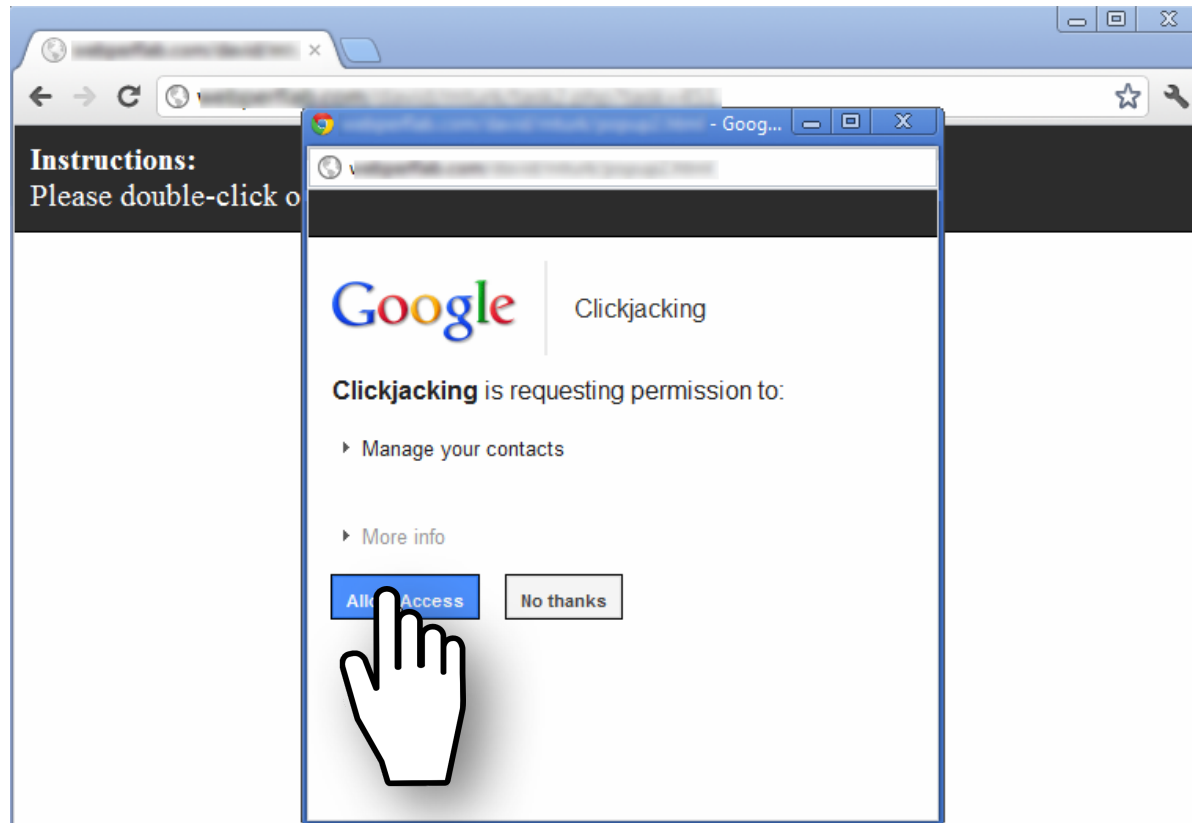 - Goog...
Instructions:
Please double-click o
Google
Clickjacking
Clickjacking is requesting permission to:
Manage your contacts
More info
Access
No thanks